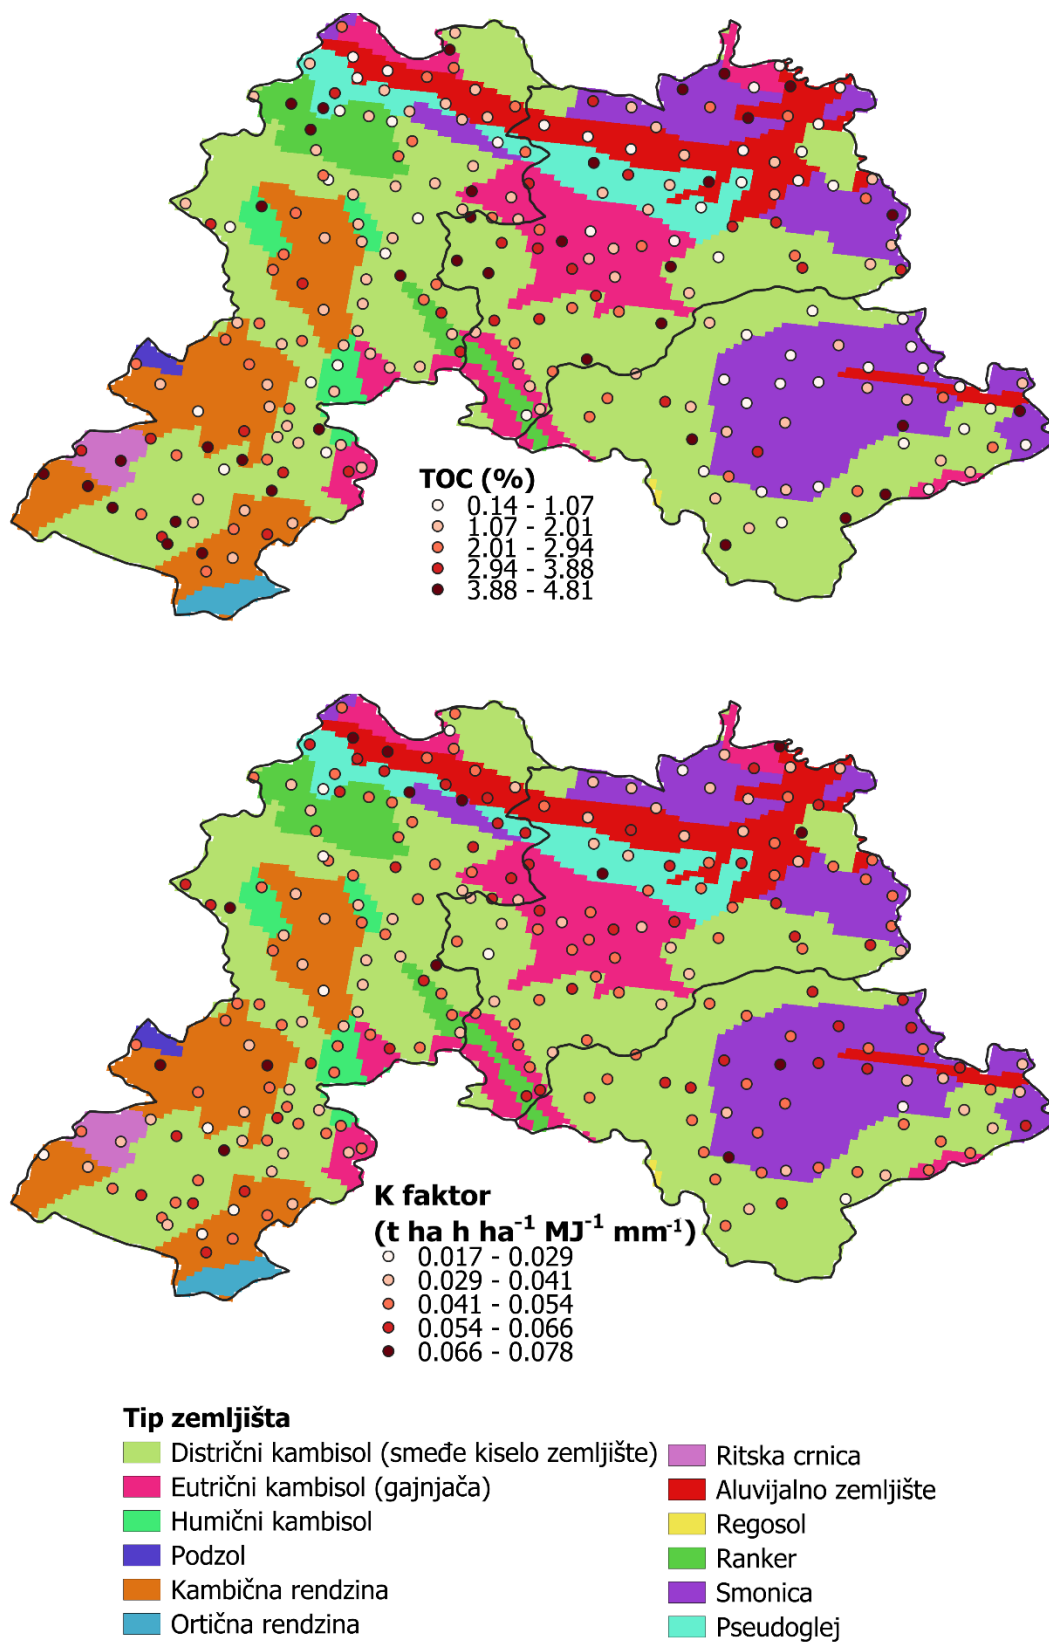 TOC (%)
0.14 - 1.07
1.07 - 2.01
2.01 - 2.94
2.94 - 3.88
3.88 - 4.81
K faktor
(t ha h ha⁻¹ MJ⁻¹ mm⁻¹)
0.017 - 0.029
0.029 - 0.041
0.041 - 0.054
0.054 - 0.066
0.066 - 0.078
Tip zemljišta
Distrični kambisol (smeđe kiselo zemljište)
Eutrični kambisol (gajnjača)
Humični kambisol
Podzol
Kambična rendzina
Ortična rendzina
Ritska crnica
Aluvijalno zemljište
Regosol
Ranker
Smonica
Pseudoglej